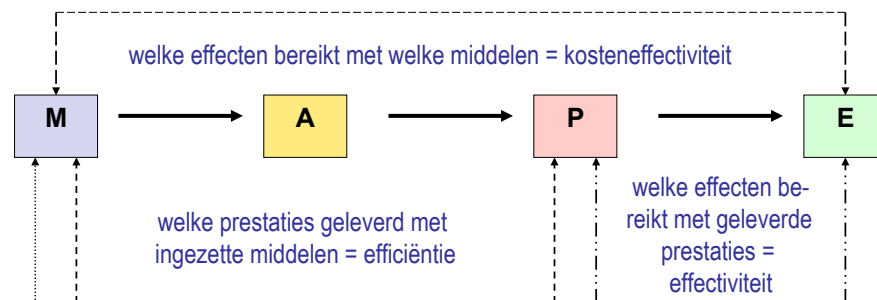 welke effecten bereikt met welke middelen = kosteneffectiviteit
M
A
P
E
welke prestaties geleverd met
ingezette middelen = efficiëntie
welke effecten be-
reikt met geleverde
prestaties =
effectiviteit